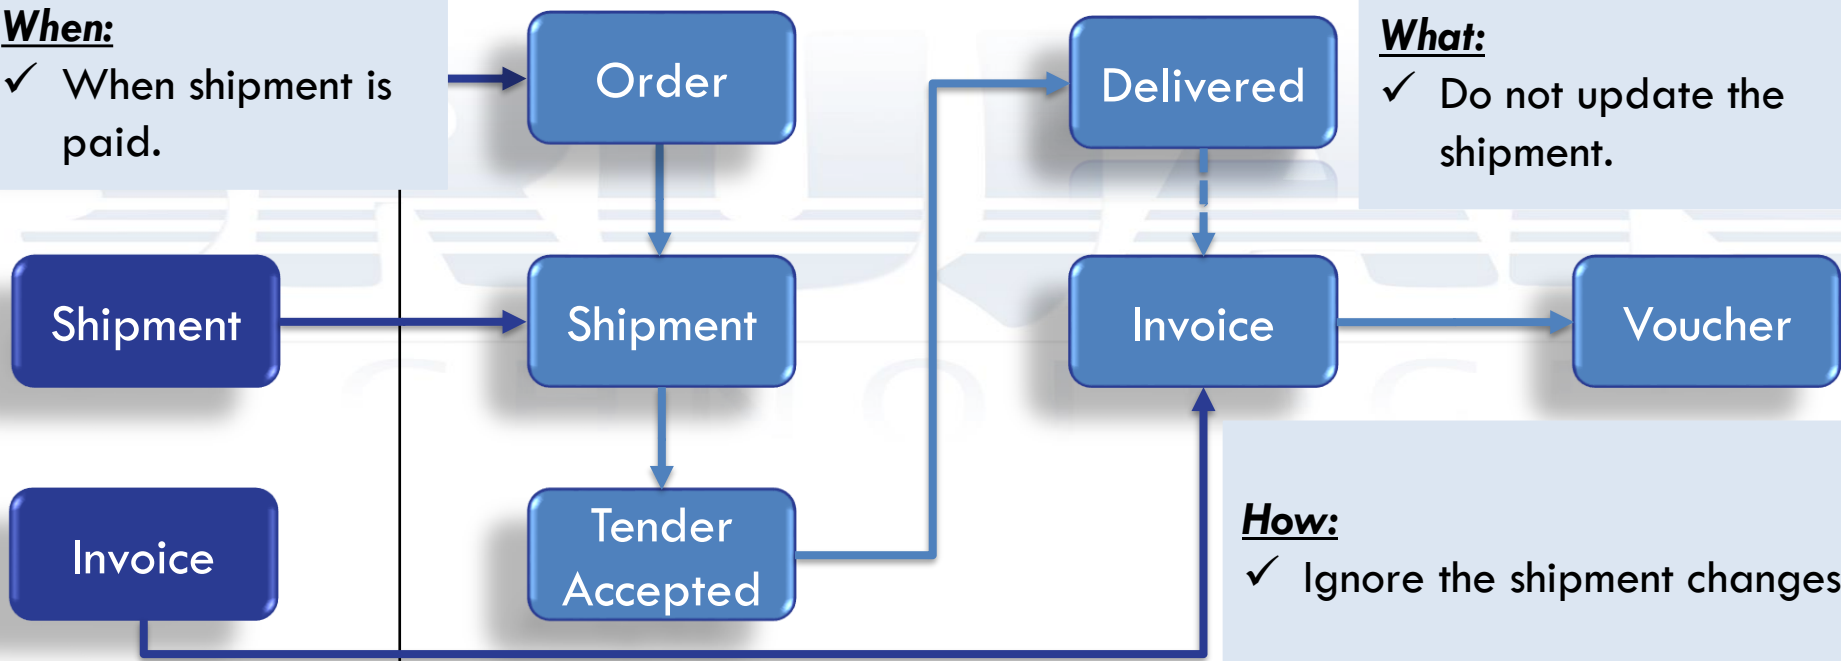 When:
✓ When shipment is
paid.
Order
Delivered
What:
✓ Do not update the
shipment.
Shipment
Shipment
Invoice
Voucher
Invoice
Tender
Accepted
How:
✓ Ignore the shipment changes